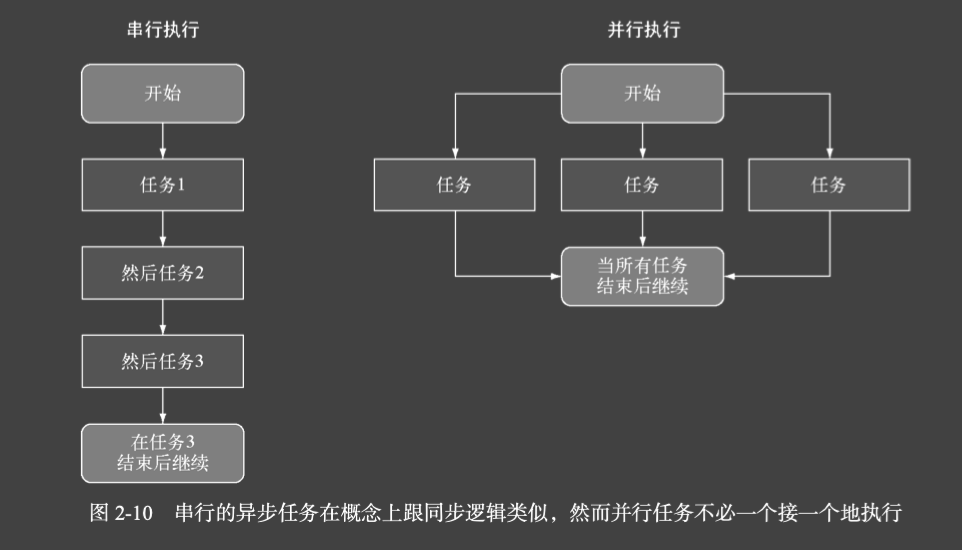 串行执行
开始
任务1
然后任务2
然后任务3
在任务3
结束后继续
并行执行
开始
任务
任务
任务
当所有任务
结束后继续
图 2-10 串行的异步任务在概念上跟同步逻辑类似，然而并行任务不必一个接一个地执行